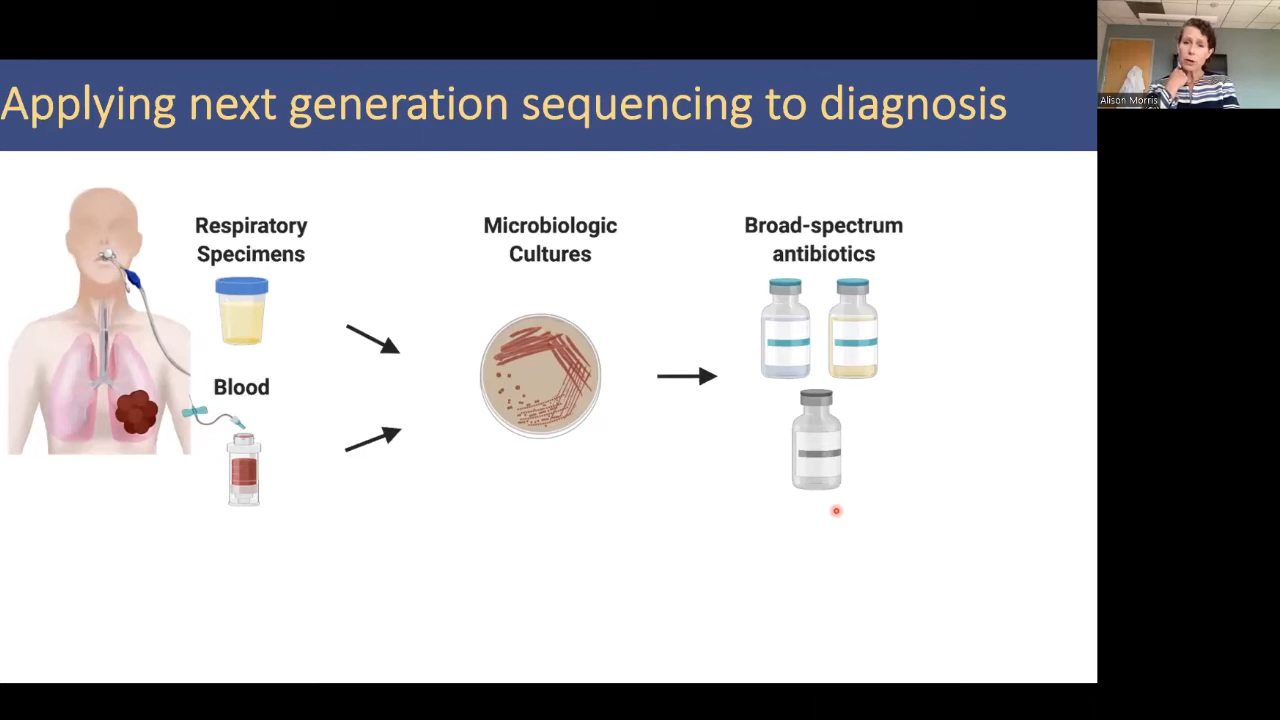 Applying next generation sequencing to diagnosis
Alison Morris
Respiratory
Specimens
Microbiologic
Cultures
Broad-spectrum
antibiotics
Blood